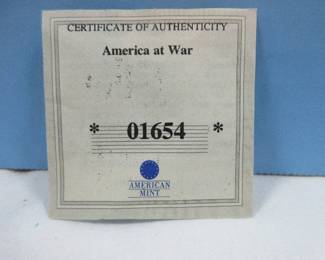 CERTIFICATE OF AUTHENTICITY
America at War
* 01654 *
AMERICAN
MINT